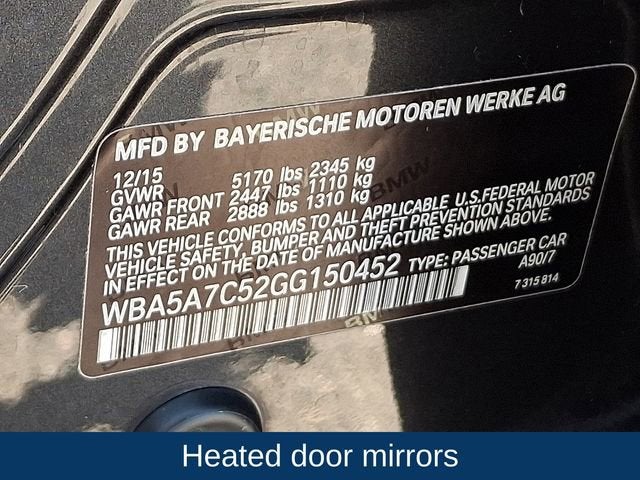 MFD BY BAYERISCHE MOTOREN WERKE AG
12/15
GVWR 5170 lbs 2345 kg
GAWR FRONT 2447 lbs 1110 kg
GAWR REAR 2888 lbs 1310 kg
THIS VEHICLE CONFORMS TO ALL APPLICABLE U.S.FEDERAL MOTOR
VEHICLE SAFETY, BUMPER AND THEFT PREVENTION STANDARDS
IN EFFECT ON THE DATE OF MANUFACTURE SHOWN ABOVE.
WBA5A7C52GG150452 TYPE: PASSENGER CAR
A90/7
7 315 814
Heated door mirrors